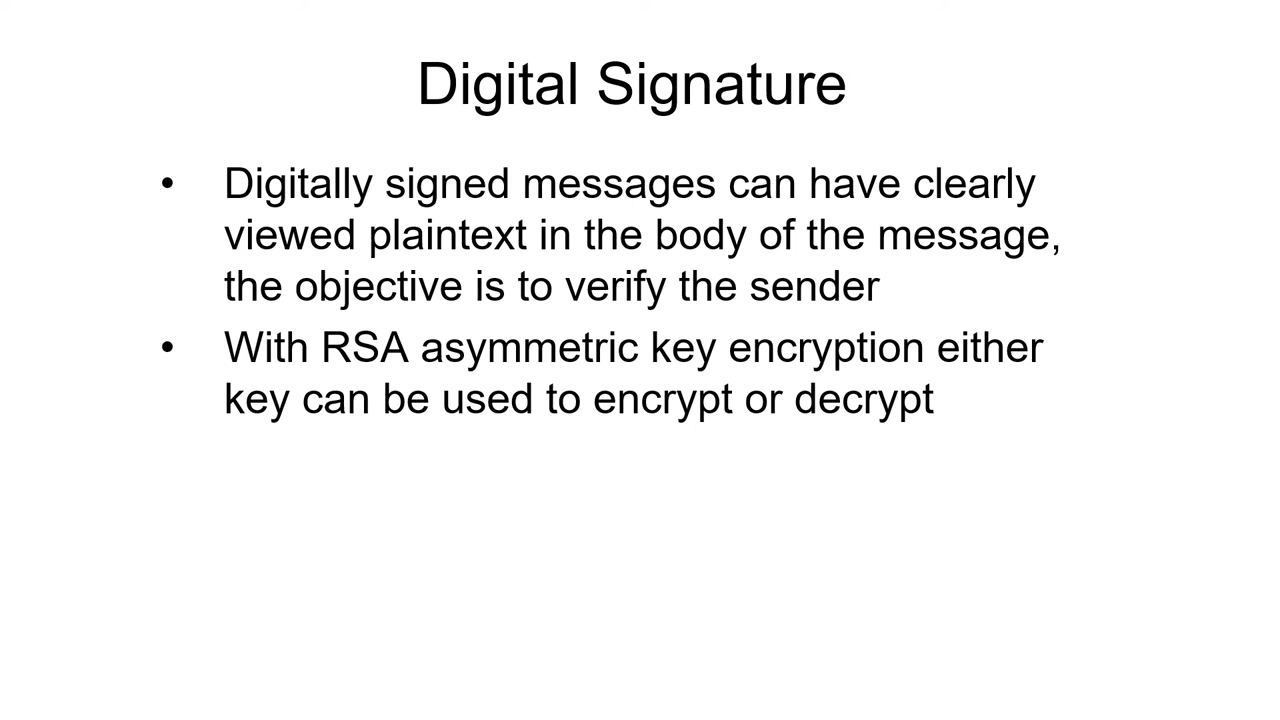 Digital Signature
• Digitally signed messages can have clearly
viewed plaintext in the body of the message,
the objective is to verify the sender
• With RSA asymmetric key encryption either
key can be used to encrypt or decrypt